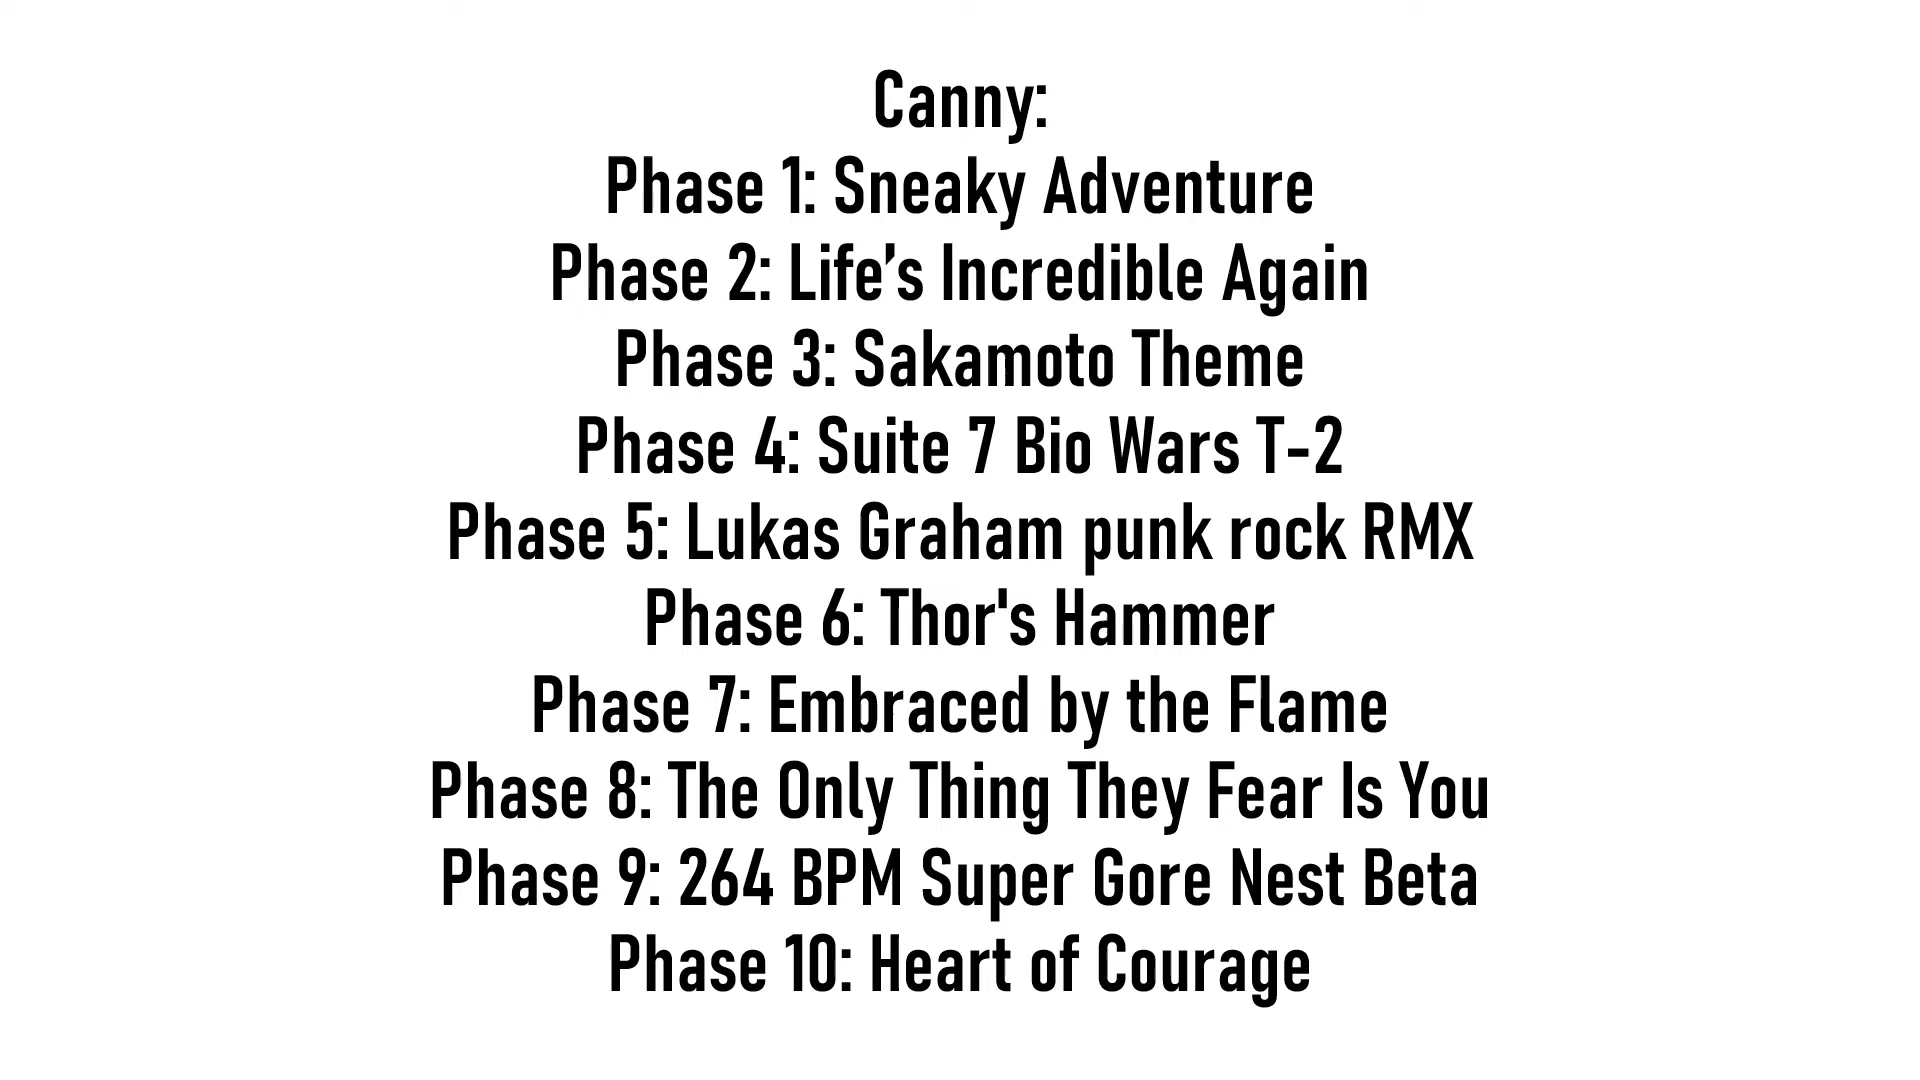 Canny:
Phase 1: Sneaky Adventure
Phase 2: Life’s Incredible Again
Phase 3: Sakamoto Theme
Phase 4: Suite 7 Bio Wars T-2
Phase 5: Lukas Graham punk rock RMX
Phase 6: Thor's Hammer
Phase 7: Embraced by the Flame
Phase 8: The Only Thing They Fear Is You
Phase 9: 264 BPM Super Gore Nest Beta
Phase 10: Heart of Courage